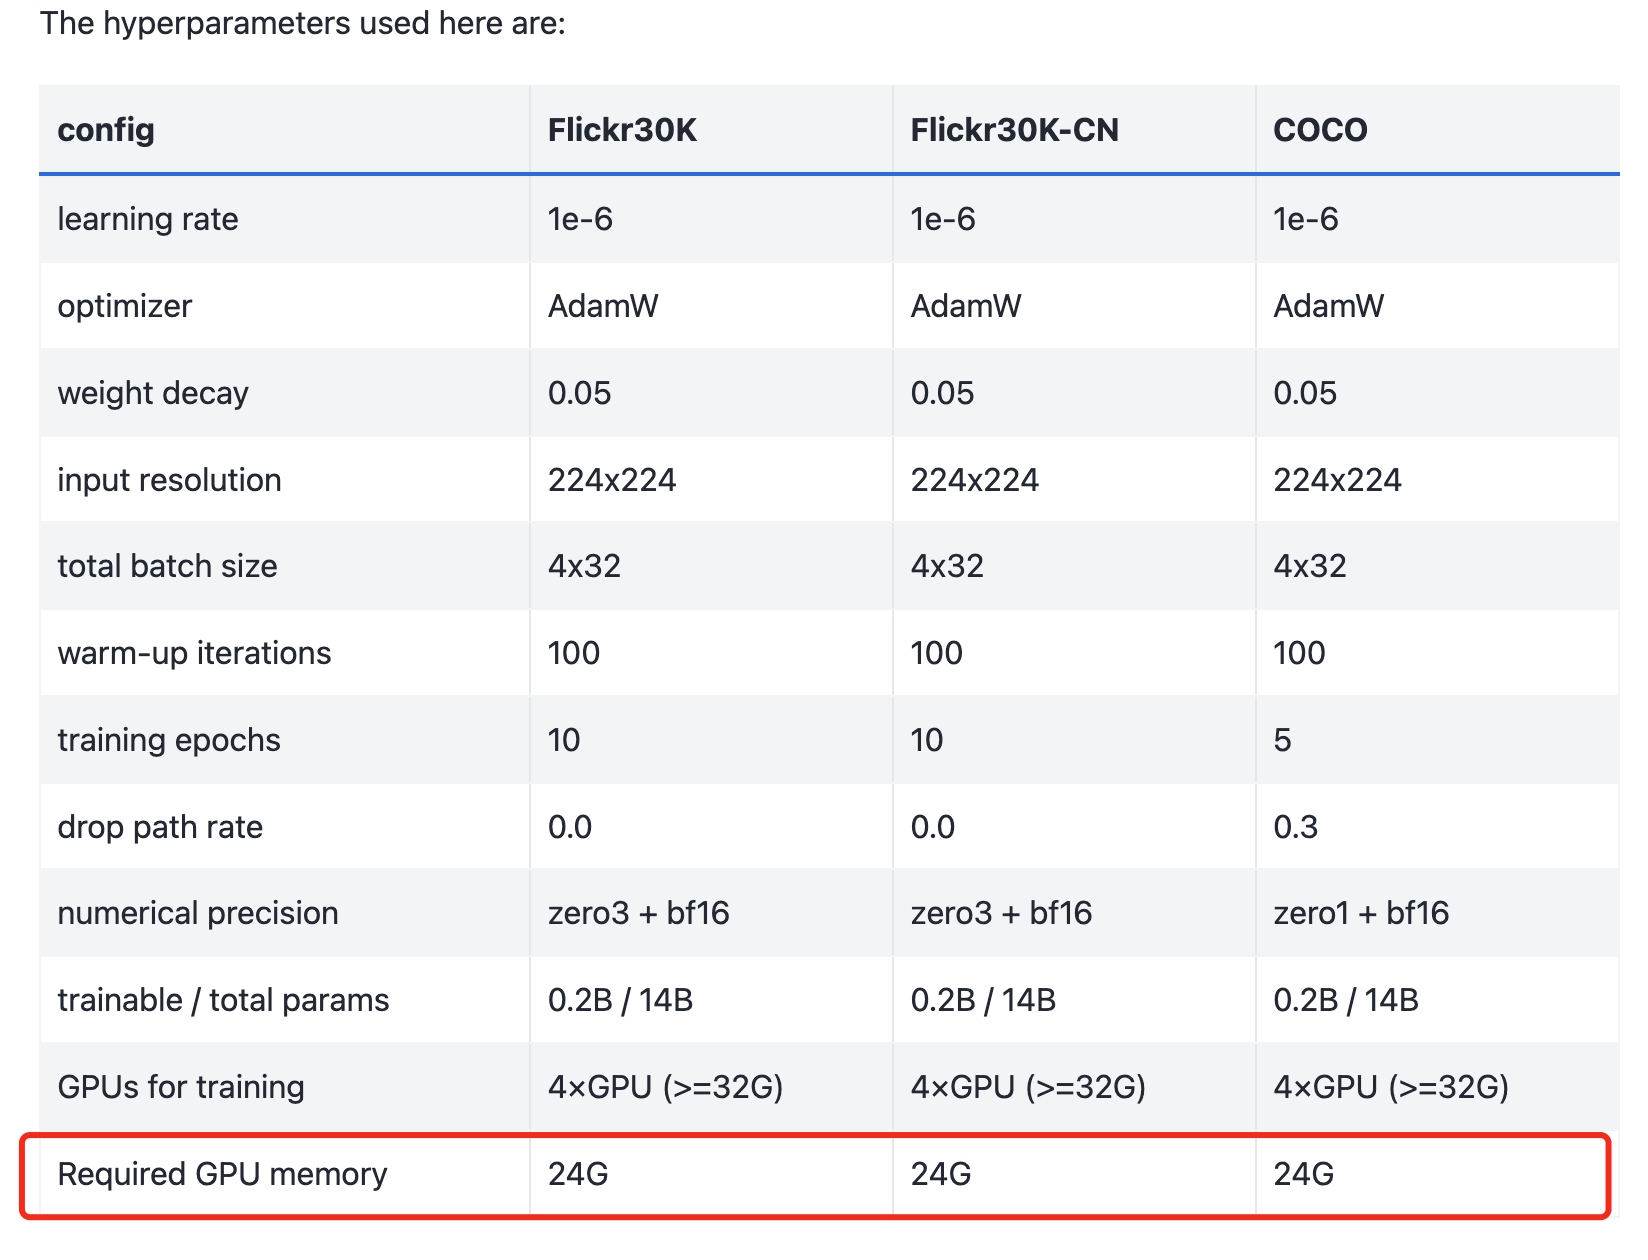 The hyperparameters used here are:
config Flickr30K Flickr30K-CN COCO
learning rate 1e-6 1e-6 1e-6
optimizer AdamW AdamW AdamW
weight decay 0.05 0.05 0.05
input resolution 224x224 224x224 224x224
total batch size 4x32 4x32 4x32
warm-up iterations 100 100 100
training epochs 10 10 5
drop path rate 0.0 0.0 0.3
numerical precision zero3 + bf16 zero3 + bf16 zero1 + bf16
trainable / total params 0.2B / 14B 0.2B / 14B 0.2B / 14B
GPUs for training 4×GPU (>=32G) 4×GPU (>=32G) 4×GPU (>=32G)
Required GPU memory 24G 24G 24G